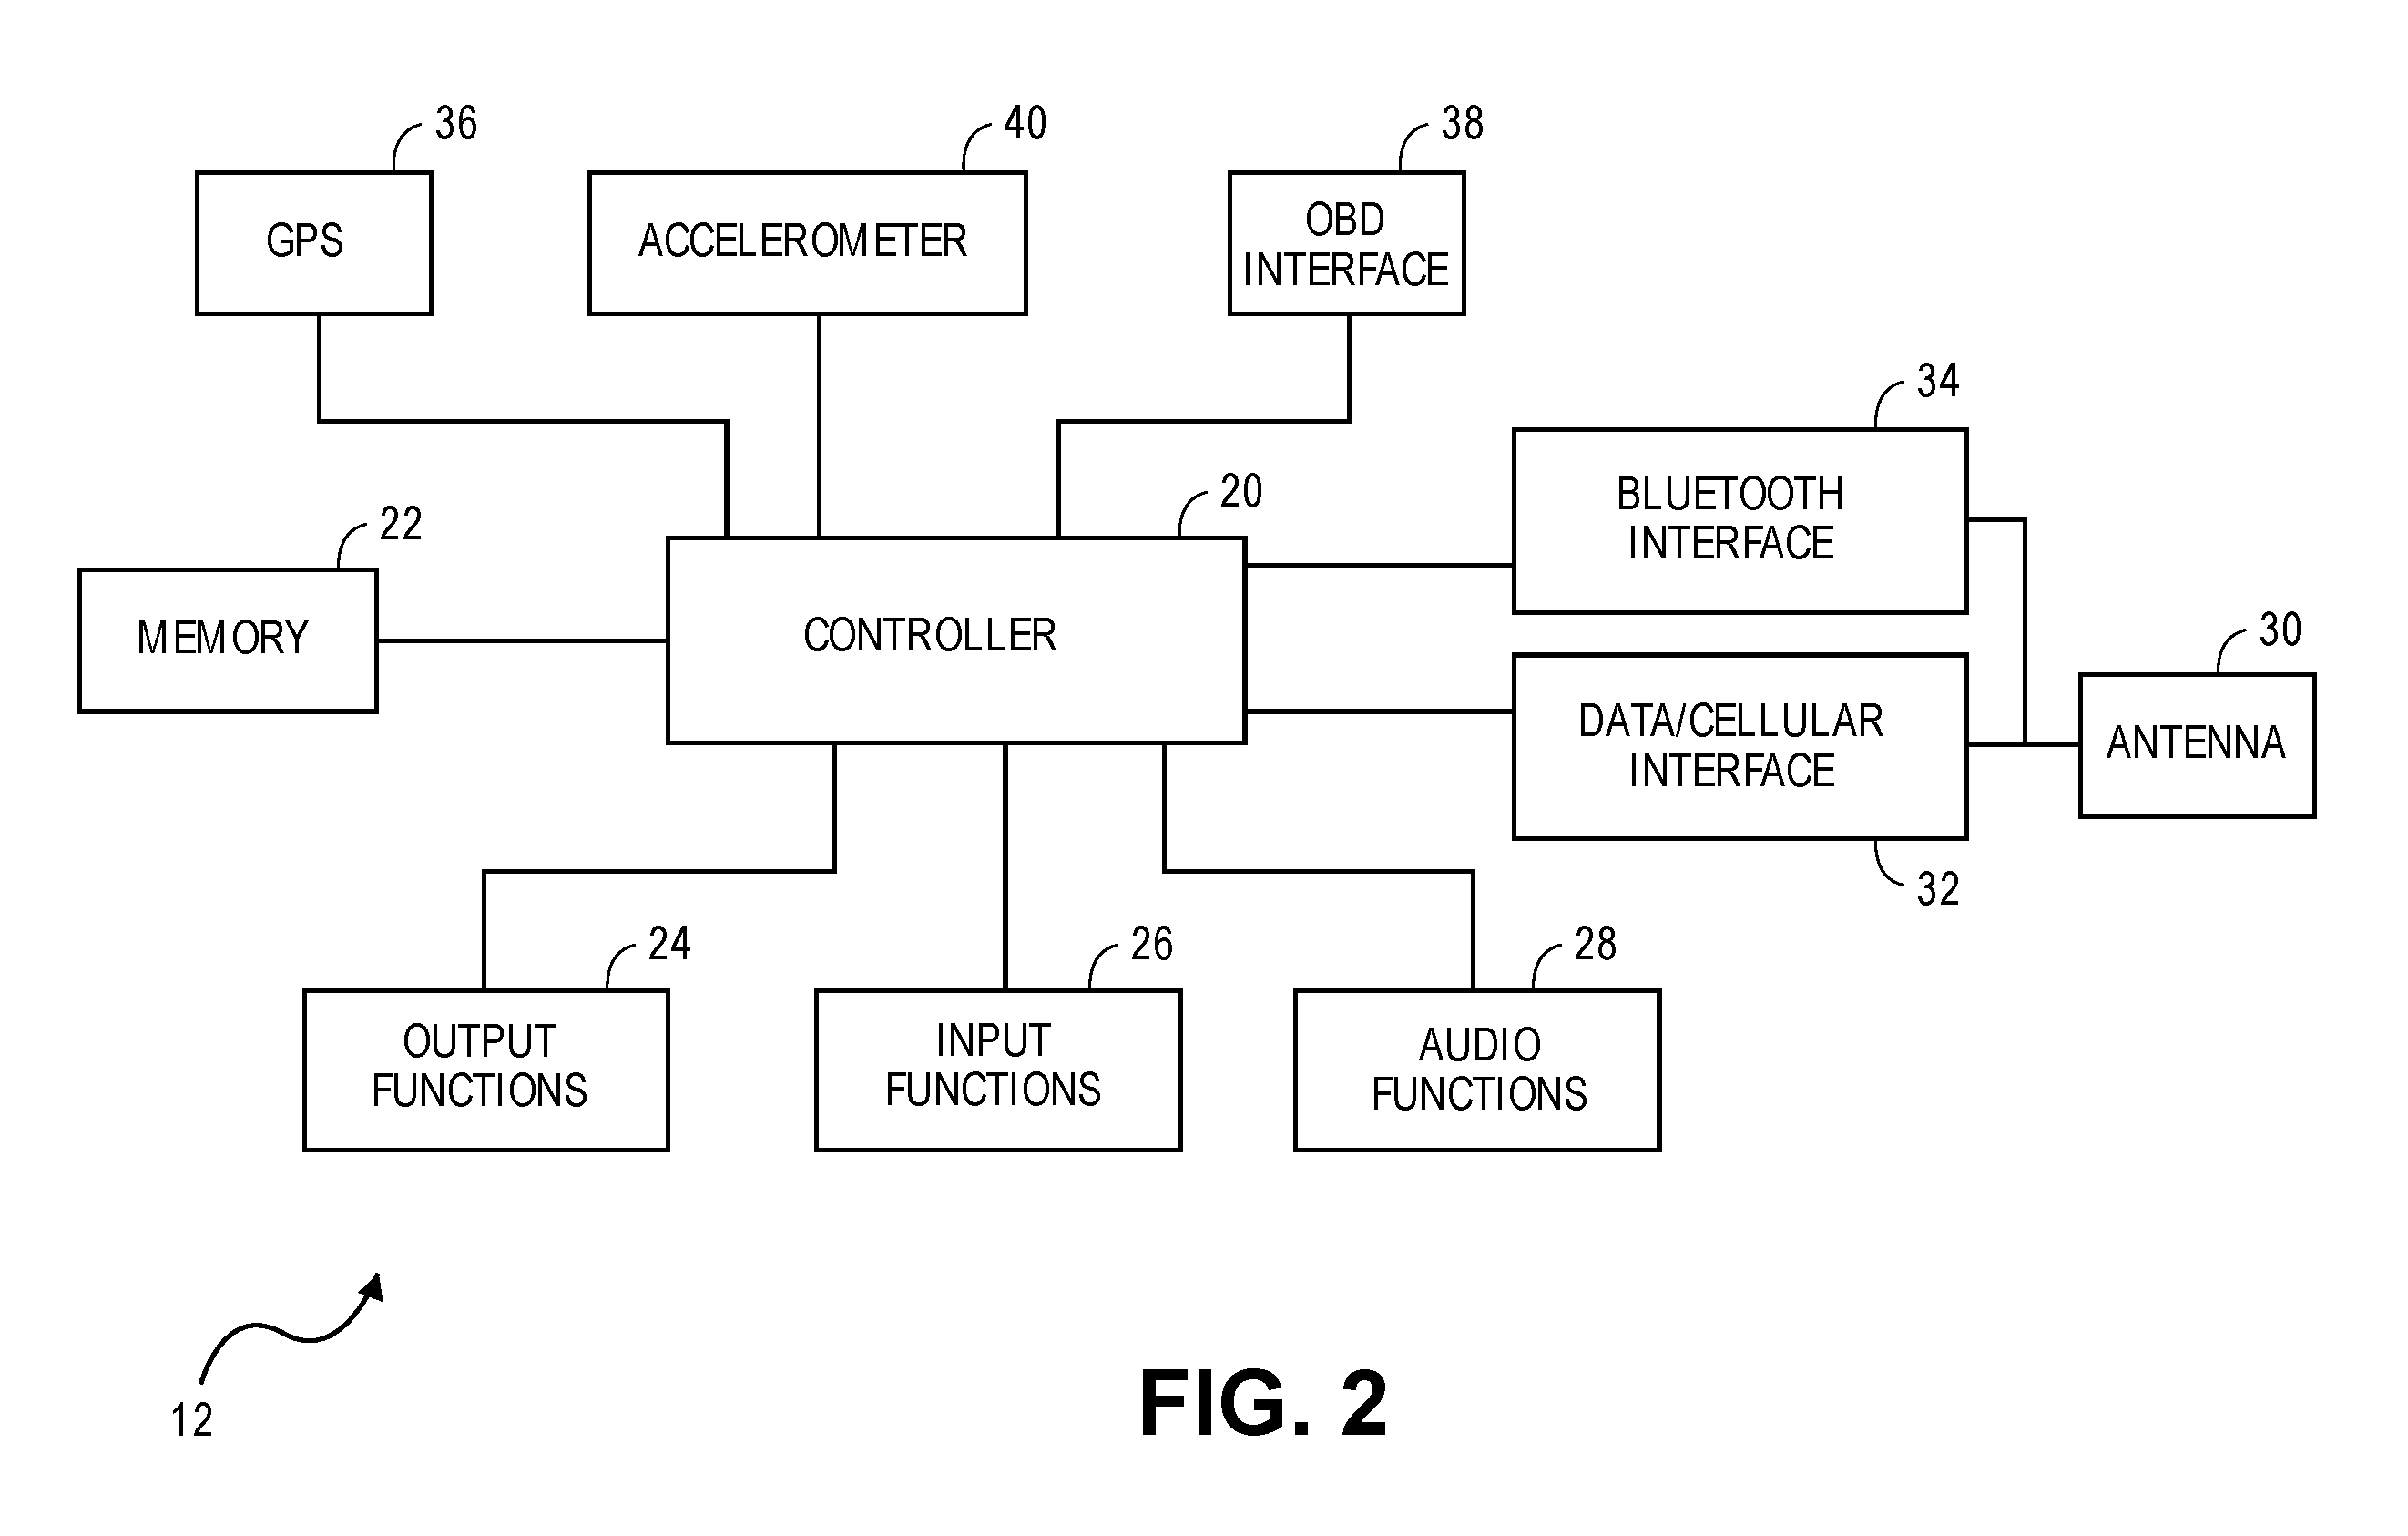 36
40
38
GPS
ACCELEROMETER
OBD
INTERFACE
34
20
22
BLUETOOTH
INTERFACE
MEMORY
CONTROLLER
30
DATA/CELLULAR
INTERFACE
ANTENNA
32
24
26
28
OUTPUT
FUNCTIONS
INPUT
FUNCTIONS
AUDIO
FUNCTIONS
12
FIG. 2